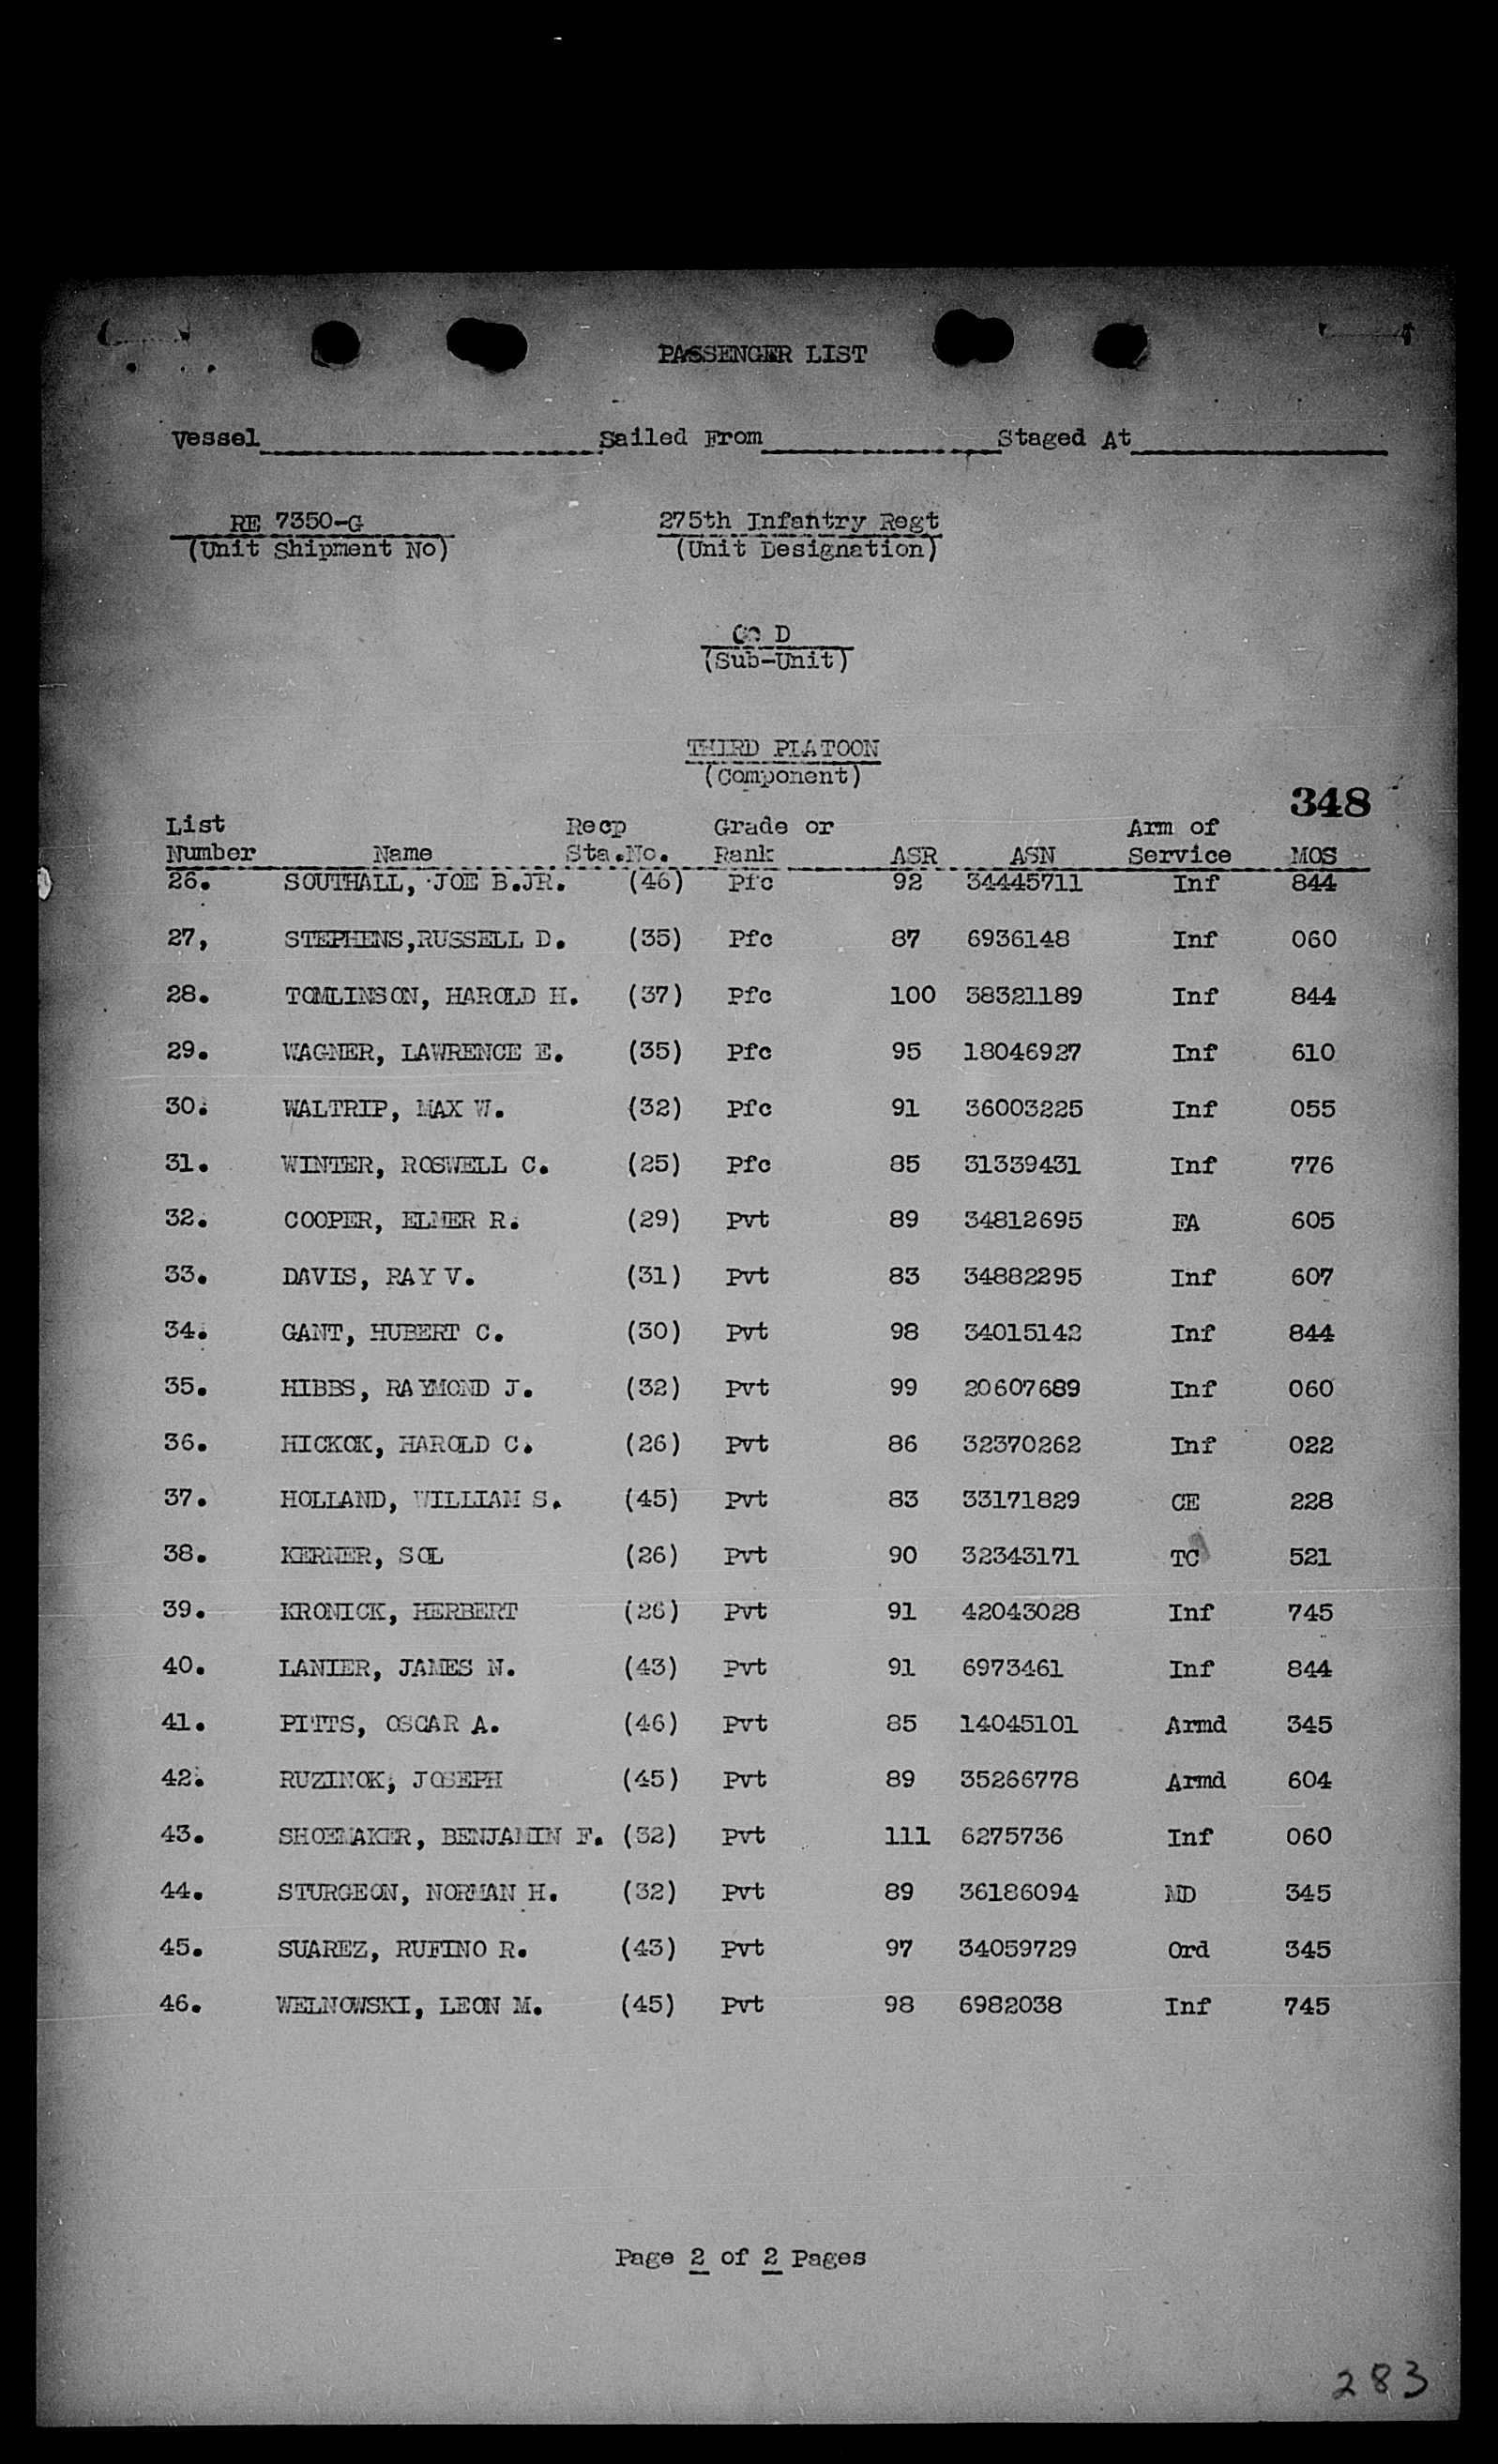 PASSENGER LIST
Vessel Sailed From Staged At
RE 7350-G 275th Infantry Regt
(Unit Shipment No) (Unit Designation)
Co D
(Sub-Unit)
THIRD PLATOON
(Component)
348
List Recp Grade or Arm of
Number Name Sta.No. Rank ASR ASN Service MOS
26. SOUTHALL, JOE B.JR. (46) Pfc 92 34445711 Inf 844
27, STEPHENS,RUSSELL D. (35) Pfc 87 6936148 Inf 060
28. TOMLINSON, HAROLD H. (37) Pfc 100 38321189 Inf 844
29. WAGNER, LAWRENCE E. (35) Pfc 95 18046927 Inf 610
30. WALTRIP, MAX W. (32) Pfc 91 36003225 Inf 055
31. WINTER, ROSWELL C. (25) Pfc 85 31339431 Inf 776
32. COOPER, ELMER R. (29) Pvt 89 34812695 FA 605
33. DAVIS, RAY V. (31) Pvt 83 34882295 Inf 607
34. GANT, HUBERT C. (30) Pvt 98 34015142 Inf 844
35. HIBBS, RAYMOND J. (32) Pvt 99 20607689 Inf 060
36. HICKOK, HAROLD C. (26) Pvt 86 32370262 Inf 022
37. HOLLAND, WILLIAM S. (45) Pvt 83 33171829 CE 228
38. KERNER, SOL (26) Pvt 90 32343171 TC 521
39. KRONICK, HERBERT (26) Pvt 91 42043028 Inf 745
40. LANIER, JAMES N. (43) Pvt 91 6973461 Inf 844
41. PITTS, OSCAR A. (46) Pvt 85 14045101 Armd 345
42. RUZINOK, JOSEPH (45) Pvt 89 35266778 Armd 604
43. SHOEMAKER, BENJAMIN F. (32) Pvt 111 6275736 Inf 060
44. STURGEON, NORMAN H. (32) Pvt 89 36186094 MD 345
45. SUAREZ, RUFINO R. (43) Pvt 97 34059729 Ord 345
46. WELNOWSKI, LEON M. (45) Pvt 98 6982038 Inf 745
Page 2 of 2 Pages
283